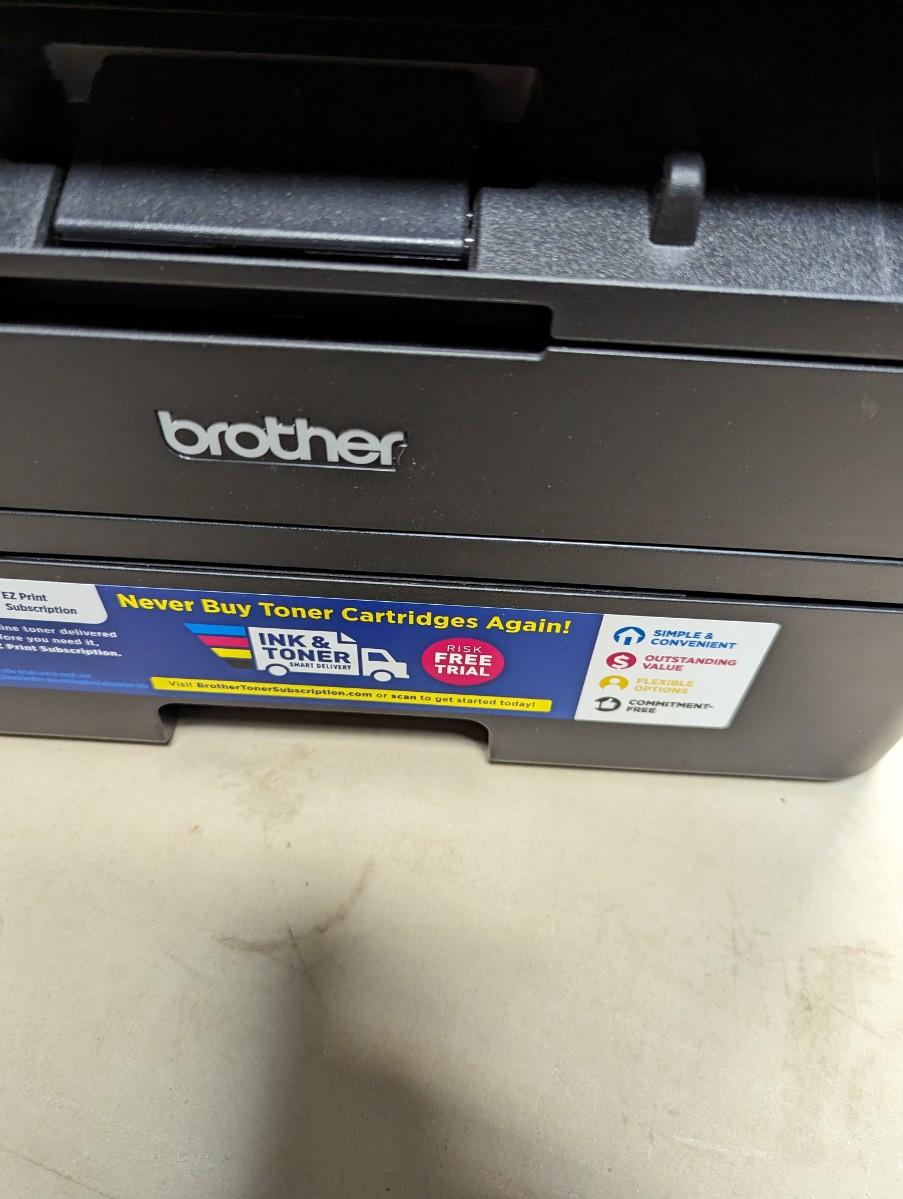 brother
EZ Print
Subscription
ine toner delivered
fore you need it,
Z Print Subscription.
Never Buy Toner Cartridges Again!
INK &
TONER
SMART DELIVERY
RISK
FREE
TRIAL
Visit BrotherTonerSubscription.com or scan to get started today!
SIMPLE &
CONVENIENT
$
OUTSTANDING
VALUE
FLEXIBLE
OPTIONS
COMMITMENT-
FREE